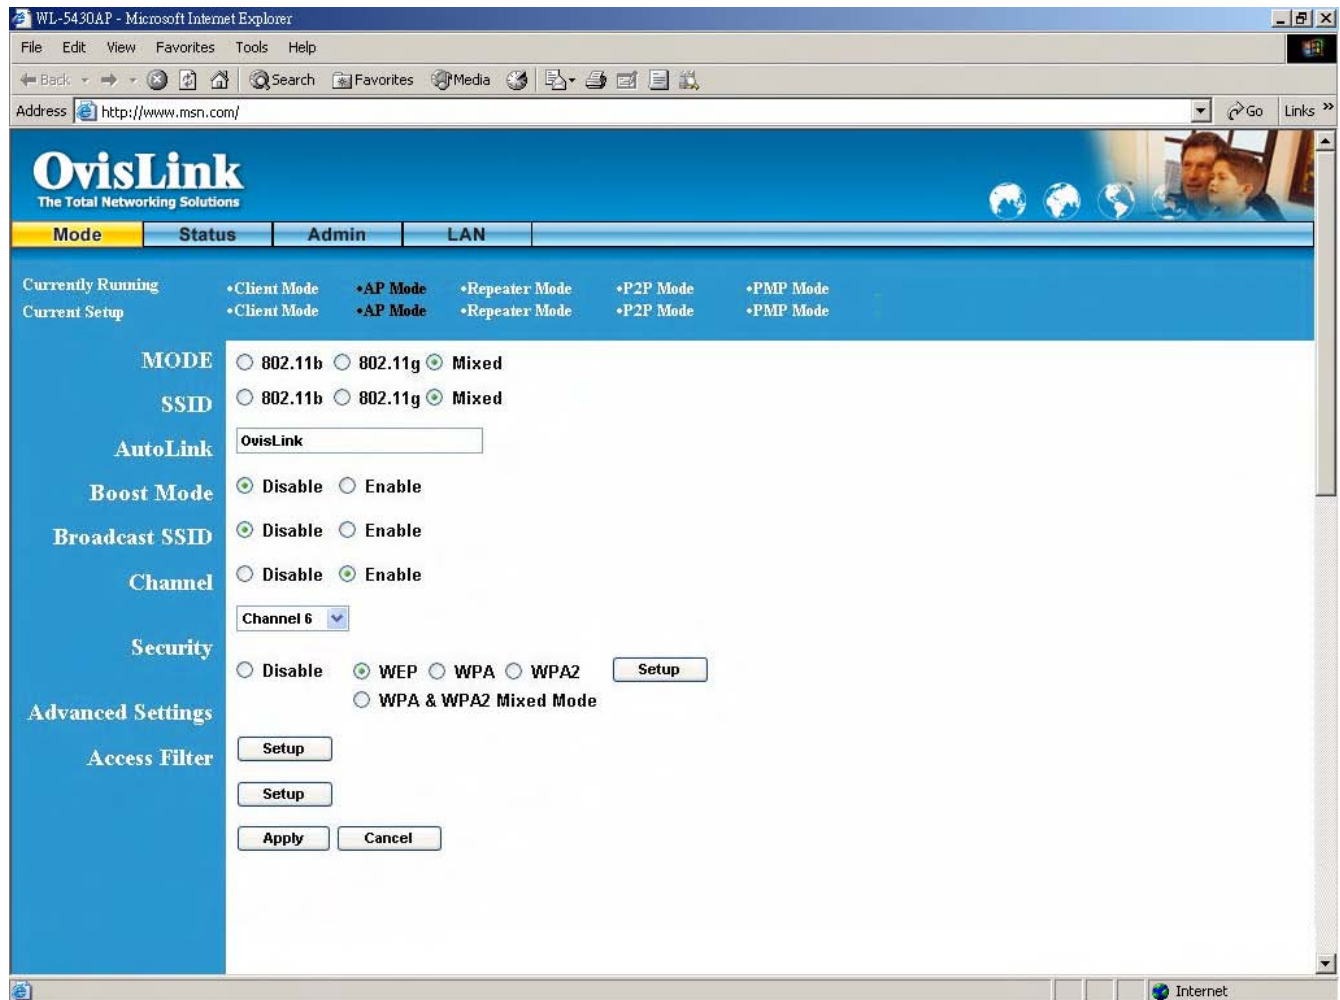 WL-5430AP - Microsoft Internet Explorer
File Edit View Favorites Tools Help
Back Search Favorites Media
Address http://www.msn.com/ Go Links »
OvisLink
The Total Networking Solutions
Mode Status Admin LAN
Currently Running •Client Mode •AP Mode •Repeater Mode •P2P Mode •PMP Mode
Current Setup •Client Mode •AP Mode •Repeater Mode •P2P Mode •PMP Mode
MODE 802.11b 802.11g Mixed
SSID 802.11b 802.11g Mixed
AutoLink OvisLink
Boost Mode Disable Enable
Broadcast SSID Disable Enable
Channel Disable Enable
Channel 6
Security
Disable WEP WPA WPA2 Setup
WPA & WPA2 Mixed Mode
Advanced Settings
Access Filter Setup
Setup
Apply Cancel
Internet